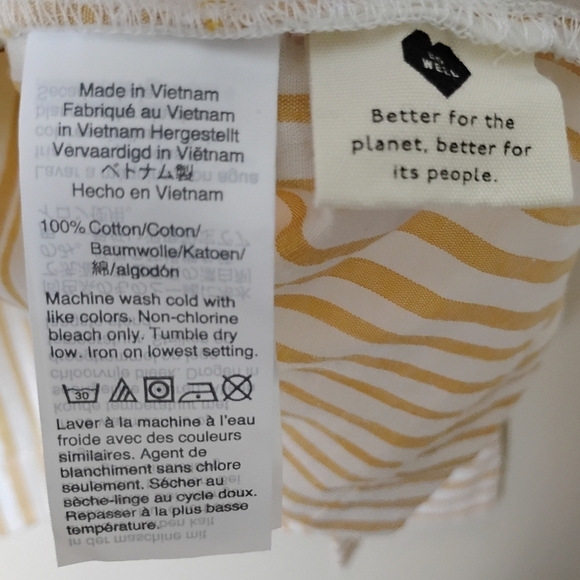 Made in Vietnam
Fabriqué au Vietnam
in Vietnam Hergestellt
Vervaardigd in Viëtnam
ベトナム製
Hecho en Vietnam
100% Cotton/Coton/
Baumwolle/Katoen/
綿/algodón
Machine wash cold with
like colors. Non-chlorine
bleach only. Tumble dry
low. Iron on lowest setting.
30
Laver à la machine à l'eau
froide avec des couleurs
similaires. Agent de
blanchiment sans chlore
seulement. Sécher au
sèche-linge au cycle doux.
Repasser à la plus basse
température.
WELL
Better for the
planet, better for
its people.